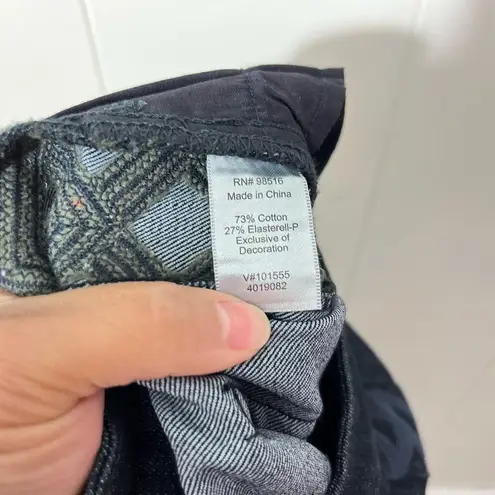 RN# 98516
Made in China
73% Cotton
27% Elasterell-P
Exclusive of
Decoration
V#101555
4019082